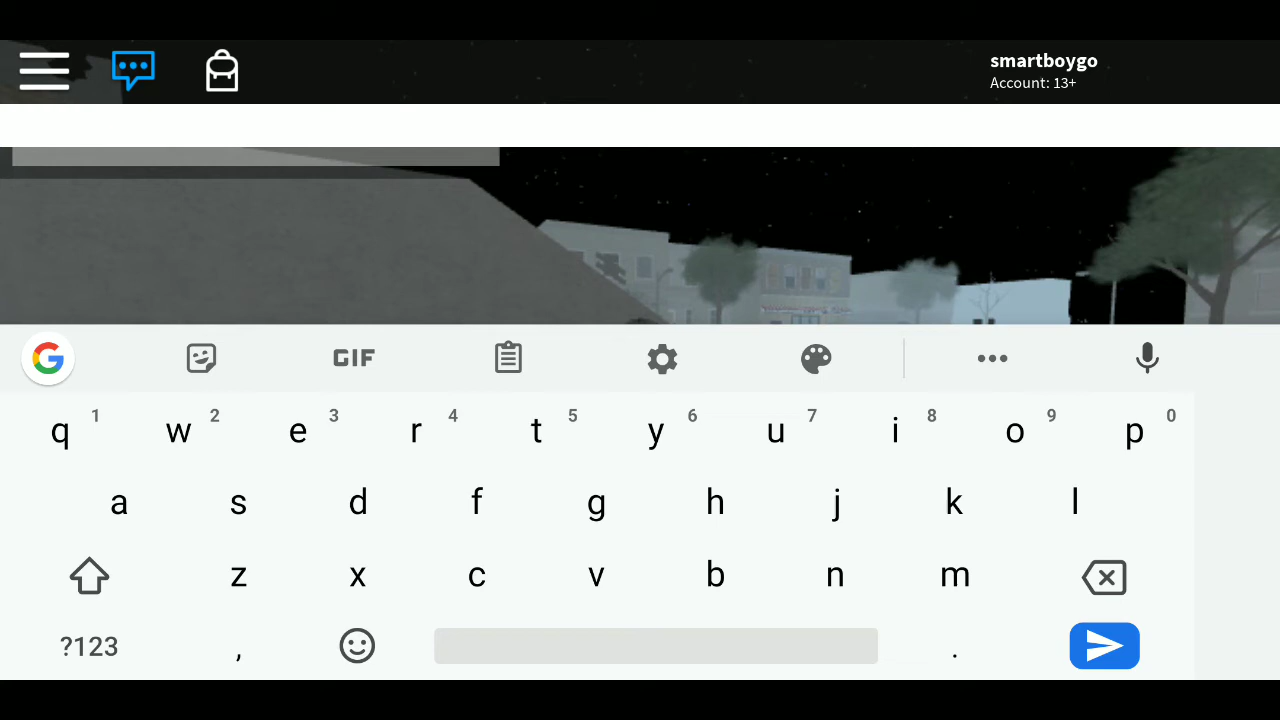 smartboygo
Account: 13+
G GIF
q 1 w 2 e 3 r 4 t 5 y 6 u 7 i 8 o 9 p 0
a s d f g h j k l
z x c v b n m
?123 , .